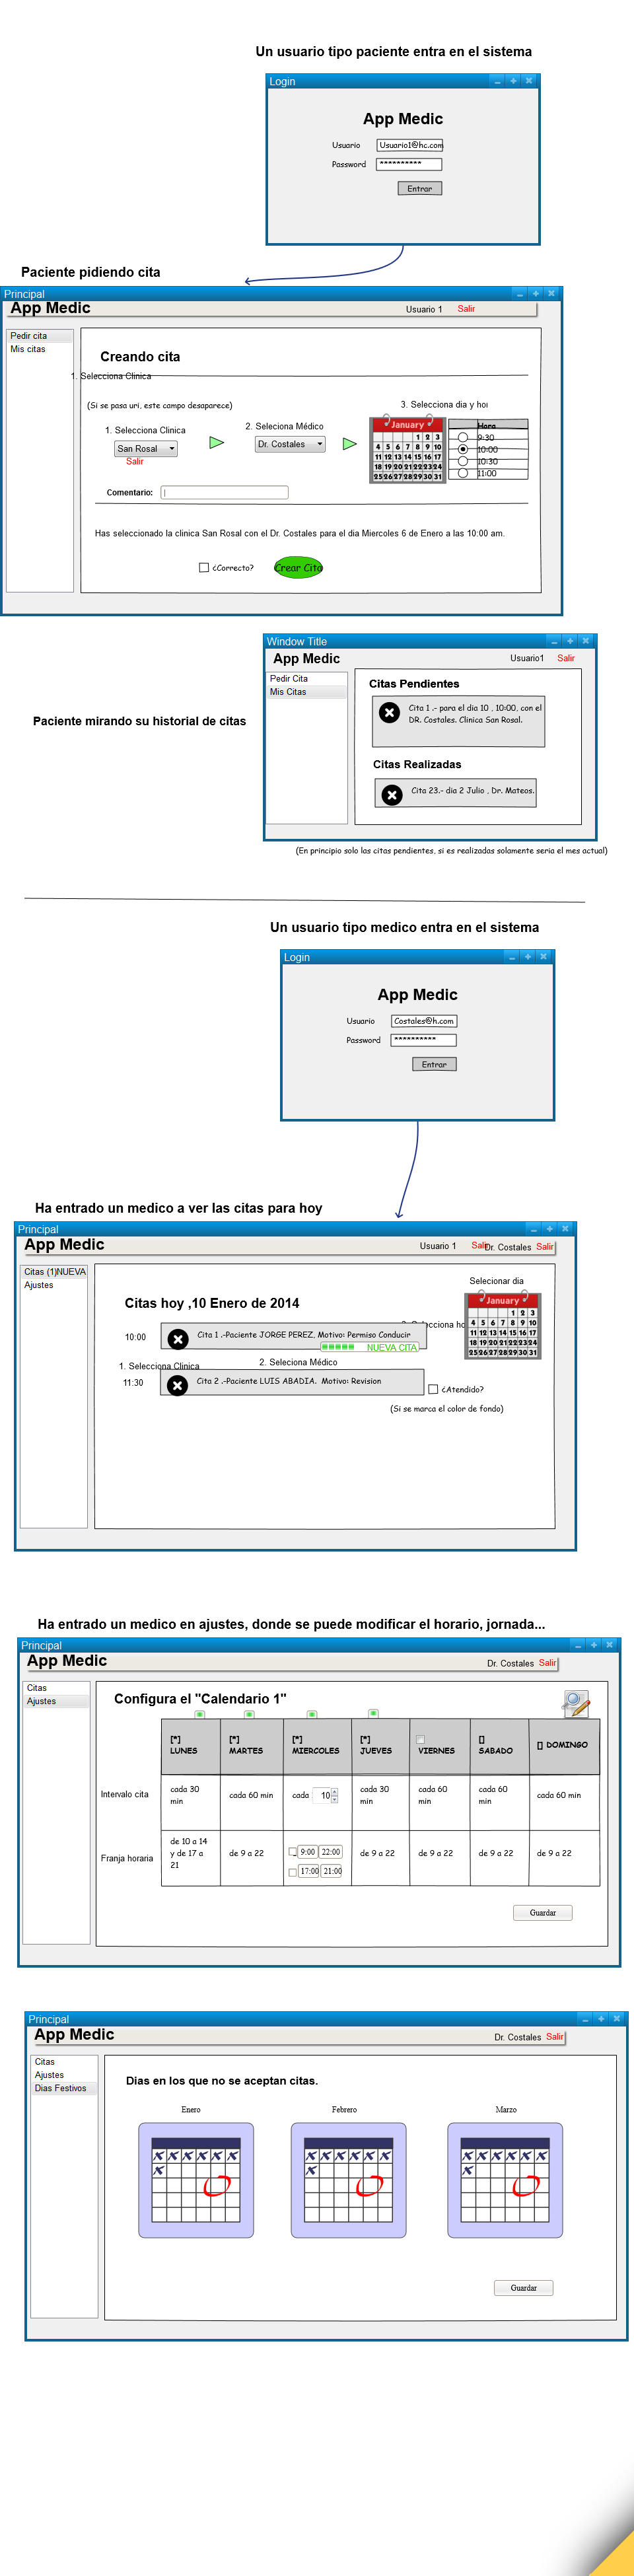 Un usuario tipo paciente entra en el sistema
Login
App Medic
Usuario
Usuario1@hc.com
Password
**********
Entrar
Paciente pidiendo cita
Principal
App Medic
Usuario 1
Salir
Pedir cita
Mis citas
Creando cita
1. Selecciona Clinica
(Si se pasa uri, este campo desaparece)
1. Selecciona Clinica
San Rosal
Salir
2. Seleciona Médico
Dr. Costales
3. Selecciona dia y hor
January
1 2 3
4 5 6 7 8 9 10
11 12 13 14 15 16 17
18 19 20 21 22 23 24
25 26 27 28 29 30 31
Hora
9:30
10:00
10:30
11:00
Comentario:
Has seleccionado la clinica San Rosal con el Dr. Costales para el dia Miercoles 6 de Enero a las 10:00 am.
¿Correcto?
Crear Cita
Window Title
App Medic
Usuario1
Salir
Pedir Cita
Mis Citas
Paciente mirando su historial de citas
Citas Pendientes
Cita 1 .- para el dia 10 , 10:00, con el
DR. Costales. Clinica San Rosal.
Citas Realizadas
Cita 23.- dia 2 Julio , Dr. Mateos.
(En principio solo las citas pendientes, si es realizadas solamente seria el mes actual)
Un usuario tipo medico entra en el sistema
Login
App Medic
Usuario
Costales@h.com
Password
**********
Entrar
Ha entrado un medico a ver las citas para hoy
Principal
App Medic
Usuario 1
Salir
Dr. Costales
Salir
Citas (1)NUEVA
Ajustes
Selecionar dia
January
1 2 3
4 5 6 7 8 9 10
11 12 13 14 15 16 17
18 19 20 21 22 23 24
25 26 27 28 29 30 31
Citas hoy ,10 Enero de 2014
10:00
Cita 1 .-Paciente JORGE PEREZ, Motivo: Permiso Conducir
NUEVA CITA
1. Selecciona Clinica
2. Seleciona Médico
11:30
Cita 2 .-Paciente LUIS ABADIA. Motivo: Revision
¿Atendido?
(Si se marca el color de fondo)
Ha entrado un medico en ajustes, donde se puede modificar el horario, jornada...
Principal
App Medic
Dr. Costales
Salir
Citas
Ajustes
Configura el "Calendario 1"
[*]
LUNES
[*]
MARTES
[*]
MIERCOLES
[*]
JUEVES
VIERNES
[]
SABADO
[] DOMINGO
Intervalo cita
cada 30
min
cada 60 min
cada 10
cada 30
min
cada 60
min
cada 60
min
cada 60 min
Franja horaria
de 10 a 14
y de 17 a
21
de 9 a 22
9:00 22:00
17:00 21:00
de 9 a 22
de 9 a 22
de 9 a 22
de 9 a 22
Guardar
Principal
App Medic
Dr. Costales
Salir
Citas
Ajustes
Dias Festivos
Dias en los que no se aceptan citas.
Enero
Febrero
Marzo
Guardar